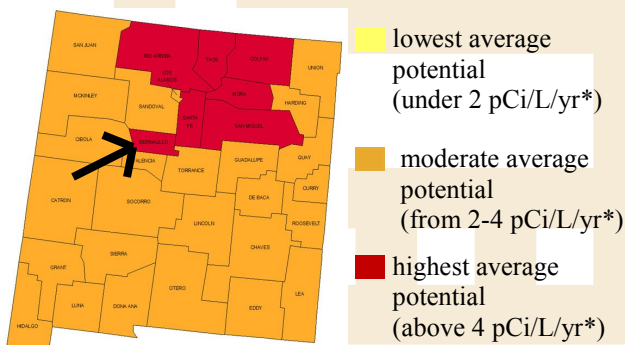 SAN JUAN
RIO ARRIBA
TAOS
COLFAX
UNION
LOS
ALAMOS
MORA
HARDING
MCKINLEY
SANDOVAL
SANTA
FE
SAN MIGUEL
CIBOLA
BERNALILLO
QUAY
VALENCIA
TORRANCE
GUADALUPE
CURRY
DE BACA
CATRON
SOCORRO
ROOSEVELT
LINCOLN
CHAVES
SIERRA
GRANT
OTERO
LEA
LUNA
DONA ANA
EDDY
HIDALGO
lowest average
potential
(under 2 pCi/L/yr*)
moderate average
potential
(from 2-4 pCi/L/yr*)
highest average
potential
(above 4 pCi/L/yr*)